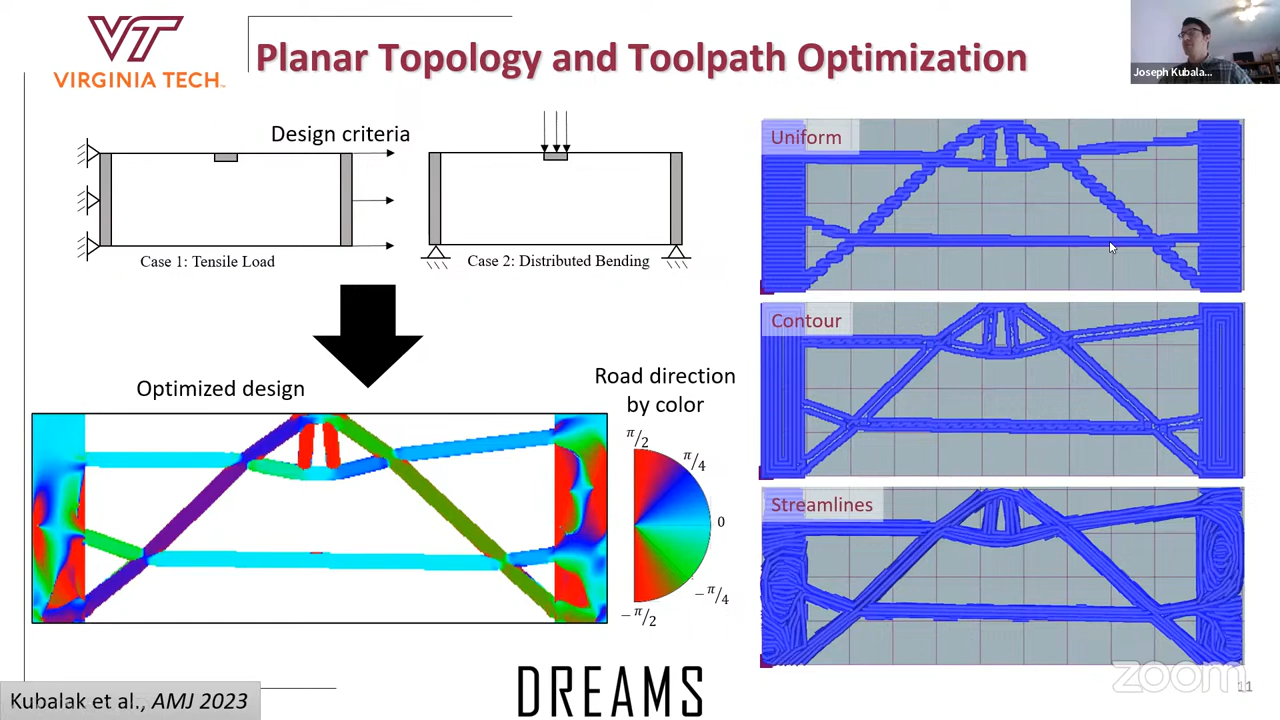 VT
VIRGINIA TECH™
Planar Topology and Toolpath Optimization
Joseph Kubala...
Design criteria
Case 1: Tensile Load
Case 2: Distributed Bending
Optimized design
Road direction
by color
π/2
π/4
0
−π/4
−π/2
Uniform
Contour
Streamlines
DREAMS
Kubalak et al., AMJ 2023
zoom
11